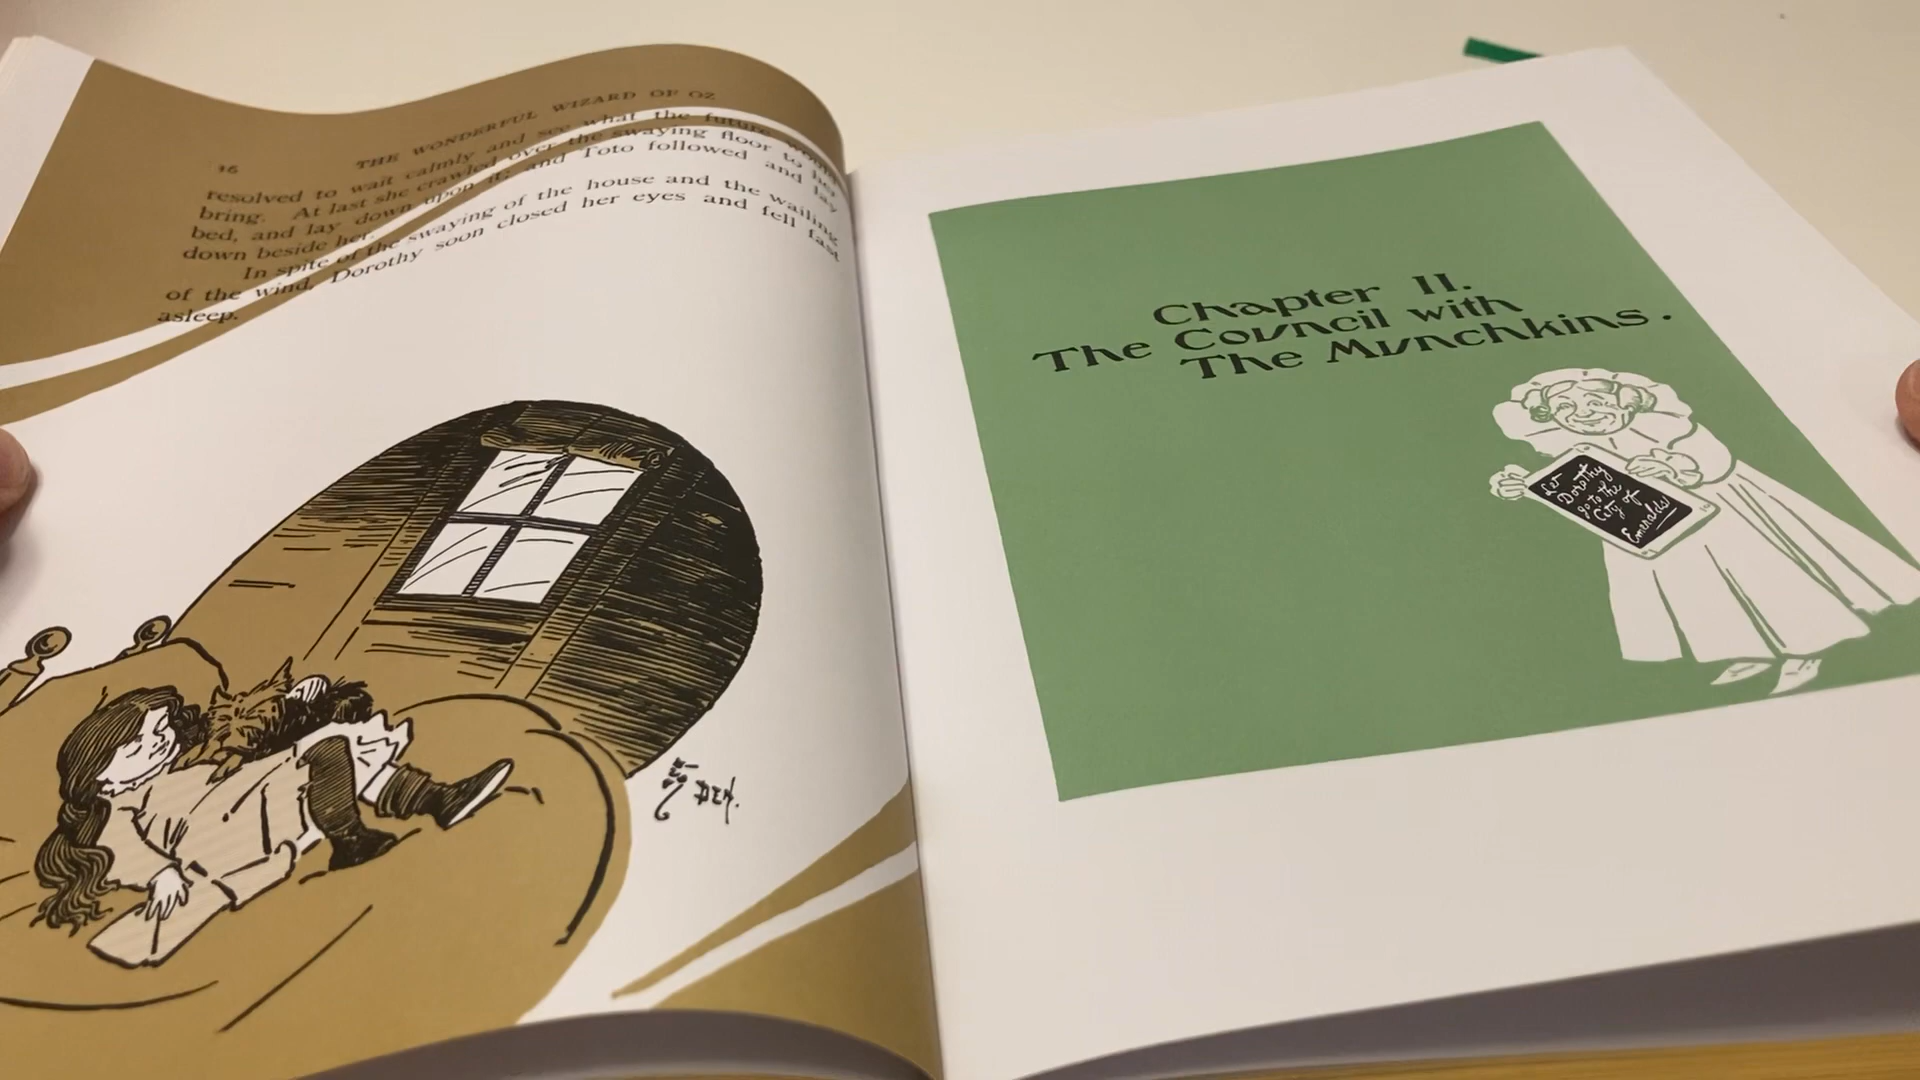 16 THE WONDERFUL WIZARD OF OZ
resolved to wait calmly and see what the future would
bring. At last she crawled over the swaying floor to her
bed, and lay down upon it; and Toto followed and lay
down beside her.
In spite of the swaying of the house and the wailing
of the wind, Dorothy soon closed her eyes and fell fast
asleep.
DEN.
Chapter II.
The Council with
The Munchkins.
Let
Dorothy
go to the
City of
Emeralds